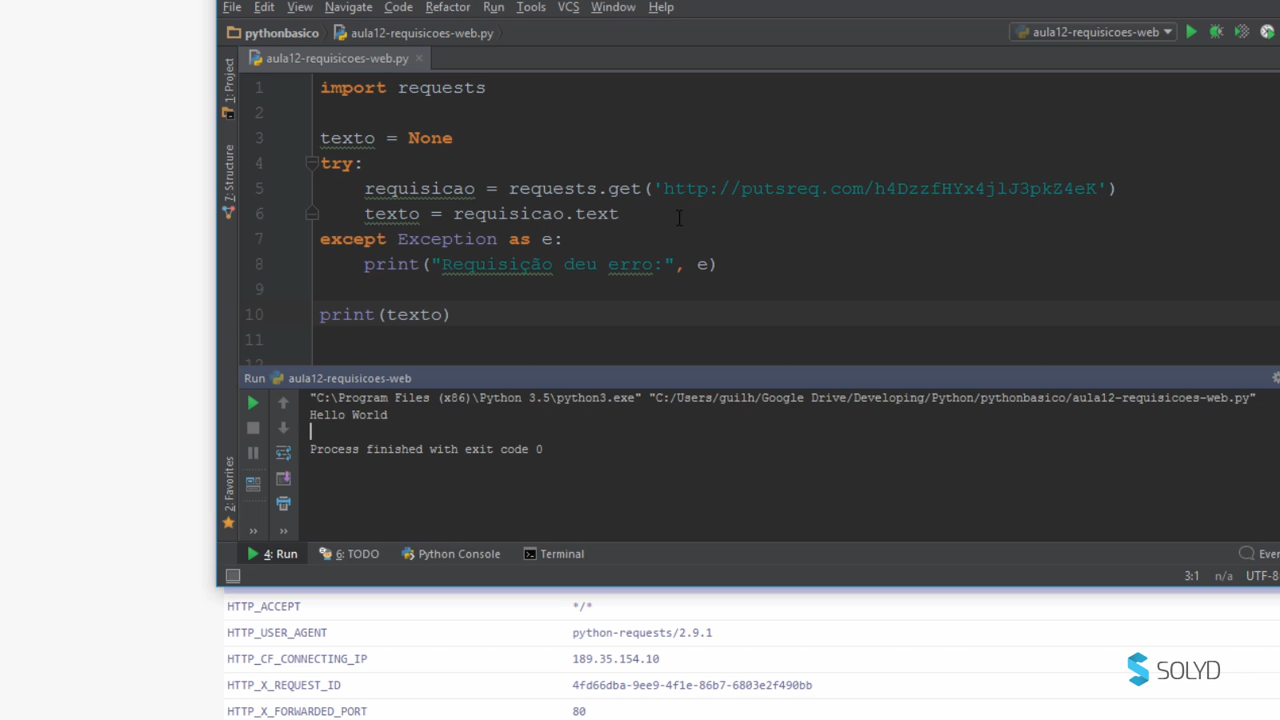 File Edit View Navigate Code Refactor Run Tools VCS Window Help
pythonbasico aula12-requisicoes-web.py aula12-requisicoes-web
aula12-requisicoes-web.py
1: Project
7: Structure
2: Favorites
1 import requests
2
3 texto = None
4 try:
5 requisicao = requests.get('http://putsreq.com/h4DzzfHYx4jlJ3pkZ4eK')
6 texto = requisicao.text
7 except Exception as e:
8 print("Requisição deu erro:", e)
9
10 print(texto)
11
12
Run aula12-requisicoes-web
"C:\Program Files (x86)\Python 3.5\python3.exe" "C:/Users/guilh/Google Drive/Developing/Python/pythonbasico/aula12-requisicoes-web.py"
Hello World
Process finished with exit code 0
4: Run 6: TODO Python Console Terminal
3:1 n/a UTF-8
HTTP_ACCEPT */*
HTTP_USER_AGENT python-requests/2.9.1
HTTP_CF_CONNECTING_IP 189.35.154.10
HTTP_X_REQUEST_ID 4fd66dba-9ee9-4f1e-86b7-6803e2f490bb
HTTP_X_FORWARDED_PORT 80
SOLYD